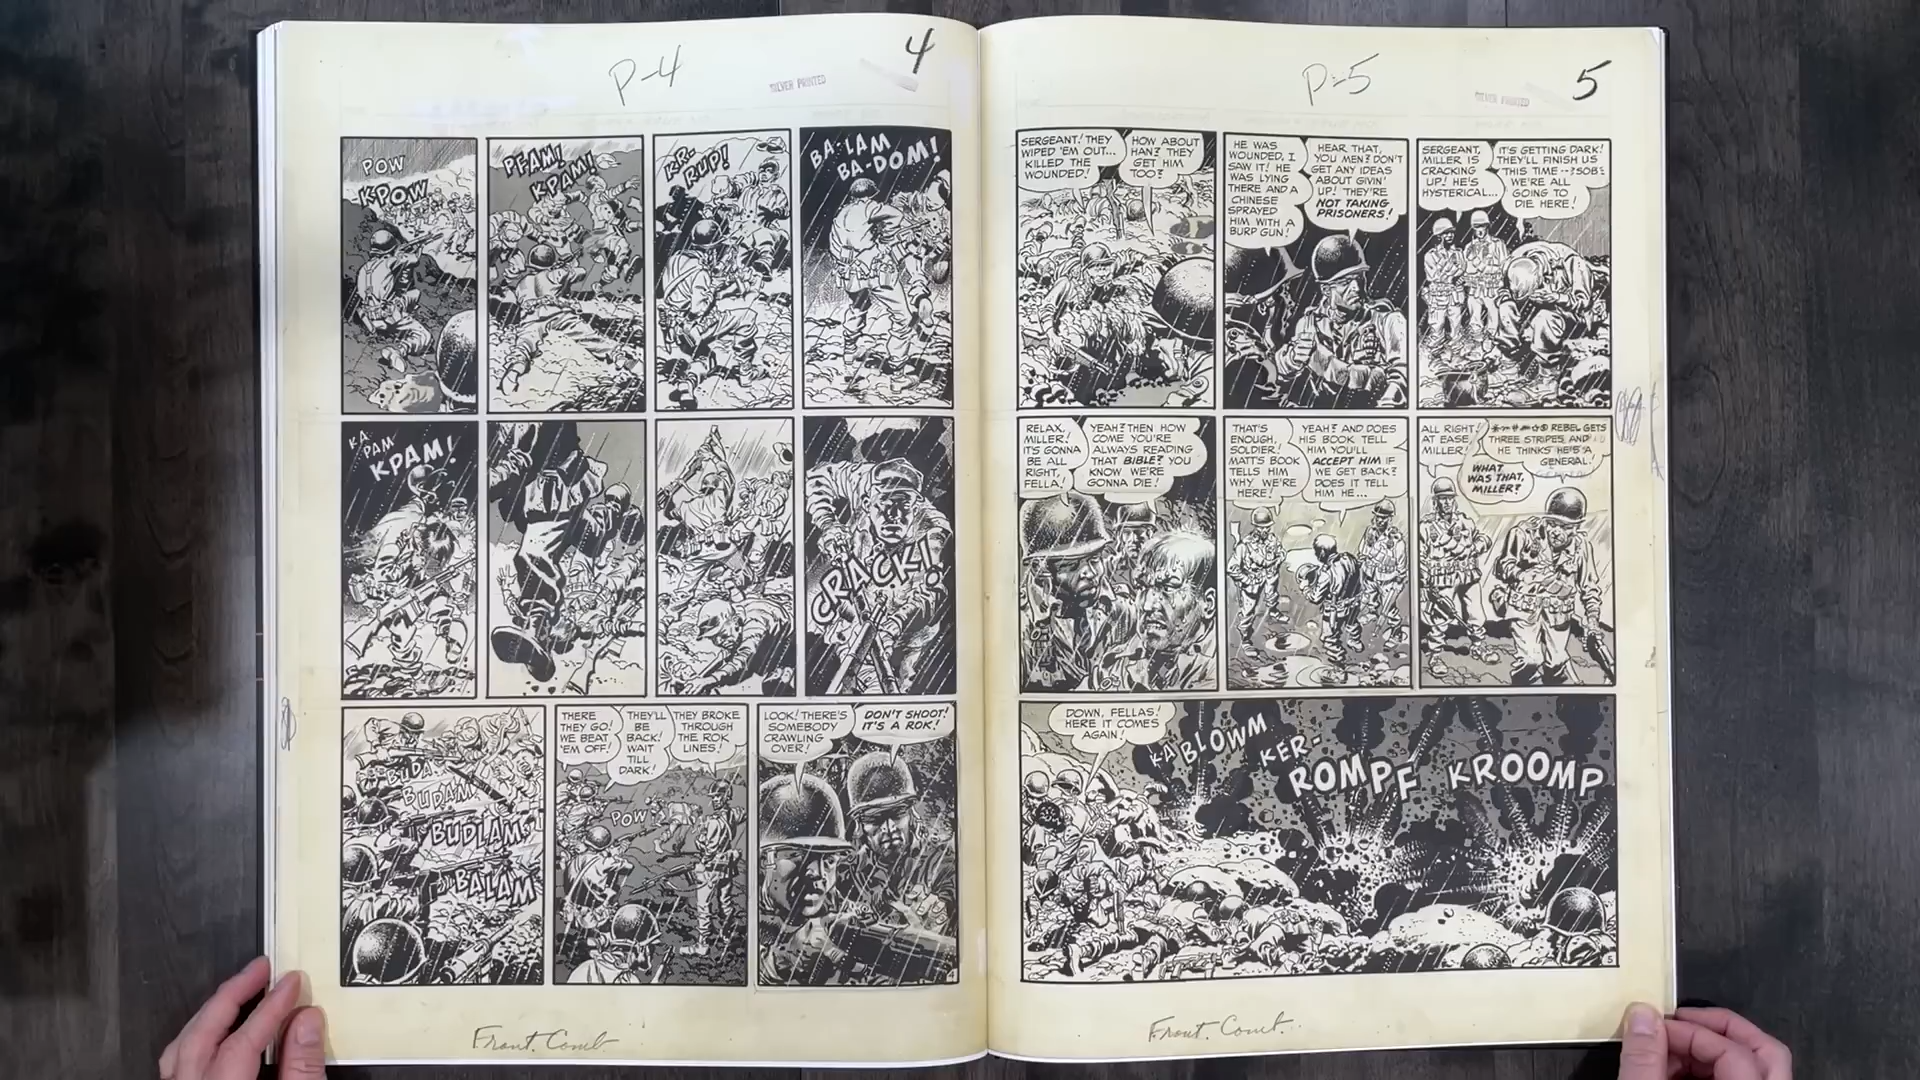 P-4
4
SILVER PRINTED
POW
KPOW
PFAM!
KPAM!
KR-
RUP!
BA-LAM
BA-DOM!
KA
PAM
KPAM!
CRACK!
BUDA
BUDAM
BUDLAM
BALAM
THERE
THEY GO!
WE BEAT
'EM OFF!
THEY'LL
BE
BACK!
WAIT
TILL
DARK!
THEY BROKE
THROUGH
THE ROK
LINES!
POW
LOOK! THERE'S
SOMEBODY
CRAWLING
OVER!
DON'T SHOOT!
IT'S A ROK!
4
Front. Comb
P-5
5
SILVER PRINTED
SERGEANT! THEY
WIPED 'EM OUT...
KILLED THE
WOUNDED!
HOW ABOUT
HAN? THEY
GET HIM
TOO?
HE WAS
WOUNDED, I
SAW IT! HE
WAS LYING
THERE AND A
CHINESE
SPRAYED
HIM WITH A
BURP GUN!
HEAR THAT,
YOU MEN? DON'T
GET ANY IDEAS
ABOUT GIVIN'
UP! THEY'RE
NOT TAKING
PRISONERS!
SERGEANT,
MILLER IS
CRACKING
UP! HE'S
HYSTERICAL...
IT'S GETTING DARK!
THEY'LL FINISH US
THIS TIME --?SOB?
WE'RE ALL
GOING TO
DIE HERE!
RELAX,
MILLER!
IT'S GONNA
BE ALL
RIGHT,
FELLA!
YEAH? THEN HOW
COME YOU'RE
ALWAYS READING
THAT BIBLE? YOU
KNOW WE'RE
GONNA DIE!
THAT'S
ENOUGH,
SOLDIER!
MATT'S BOOK
TELLS HIM
WHY WE'RE
HERE!
YEAH? AND DOES
HIS BOOK TELL
HIM YOU'LL
ACCEPT HIM IF
WE GET BACK?
DOES IT TELL
HIM HE...
ALL RIGHT!
AT EASE,
MILLER!
REBEL GETS
THREE STRIPES, AND
HE THINKS HE'S A
GENERAL!
WHAT
WAS THAT,
MILLER?
DOWN, FELLAS!
HERE IT COMES
AGAIN!
KABLOWM
KER-
ROMPF
KROOMP
5
Front Comb.